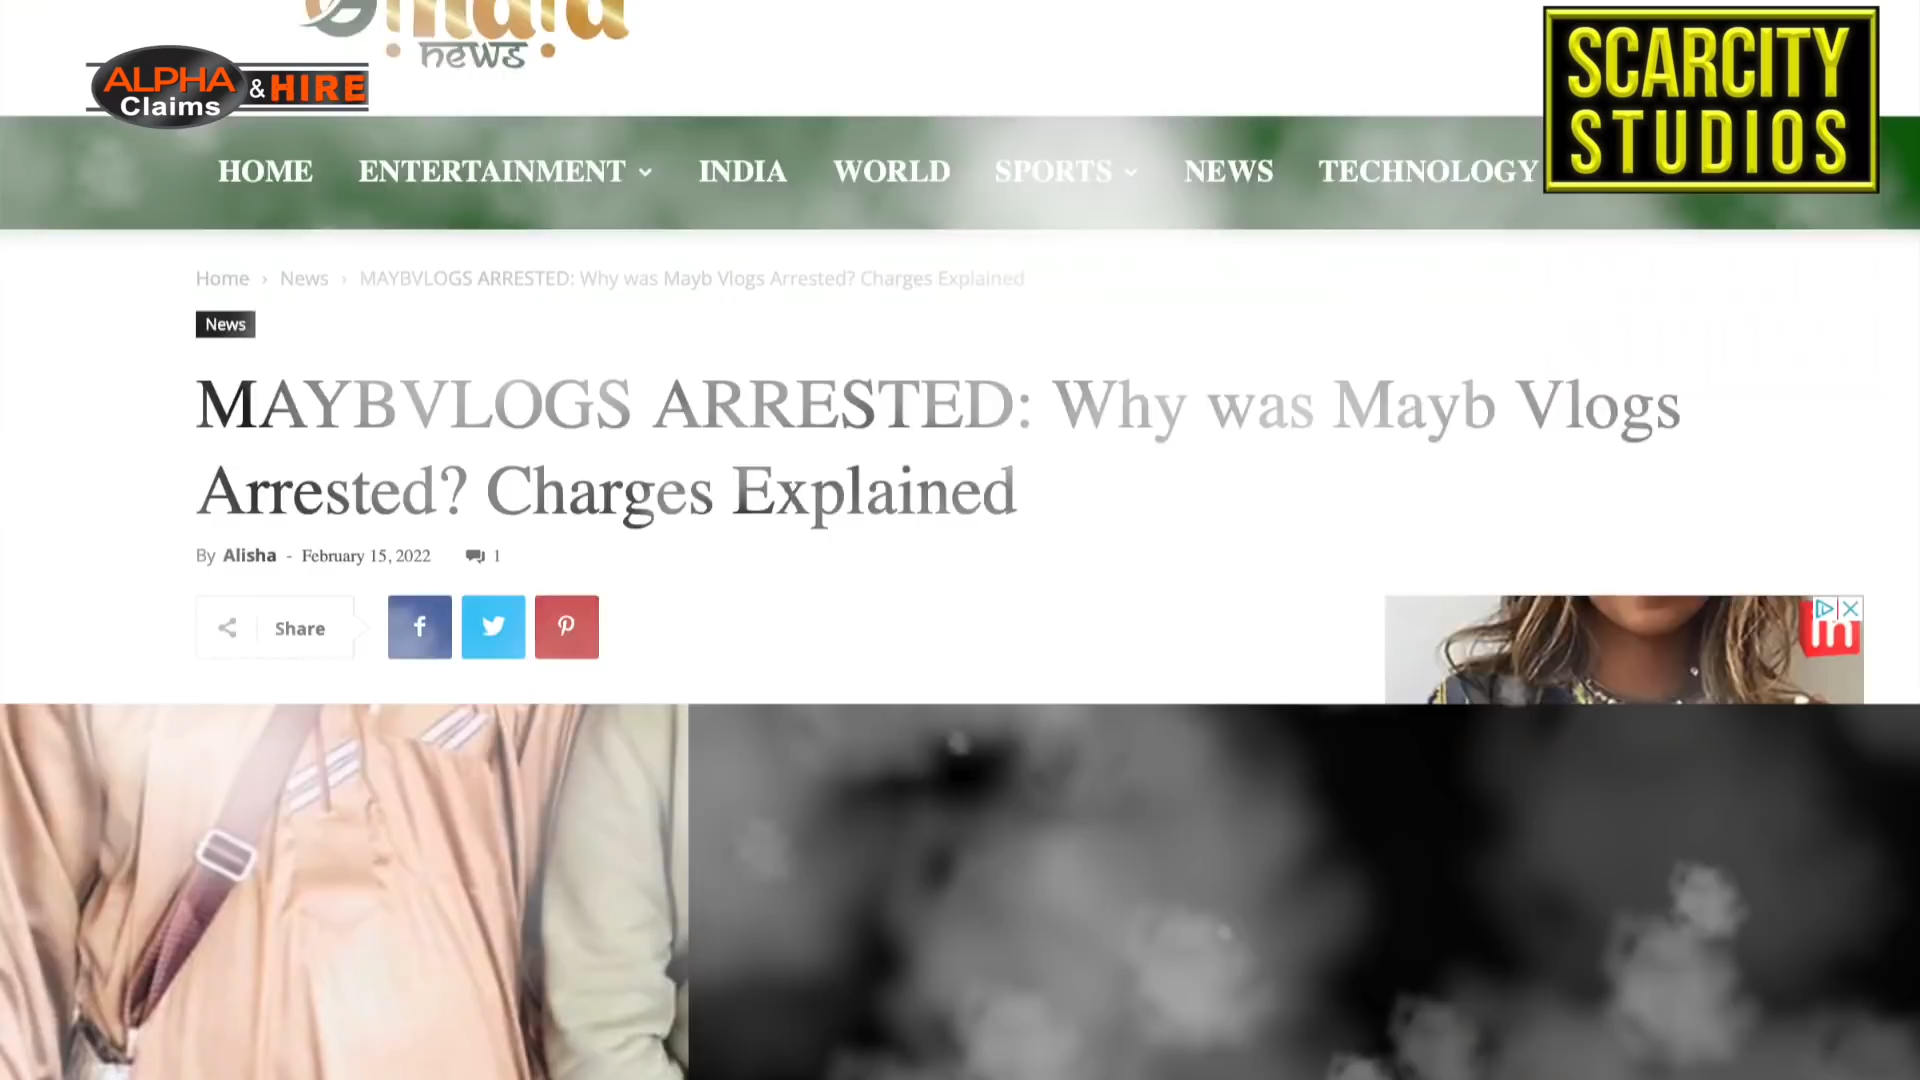 India
news
ALPHA
Claims
& HIRE
SCARCITY
STUDIOS
HOME ENTERTAINMENT INDIA WORLD SPORTS NEWS TECHNOLOGY
Home › News › MAYBVLOGS ARRESTED: Why was Mayb Vlogs Arrested? Charges Explained
News
MAYBVLOGS ARRESTED: Why was Mayb Vlogs
Arrested? Charges Explained
By Alisha - February 15, 2022 1
Share